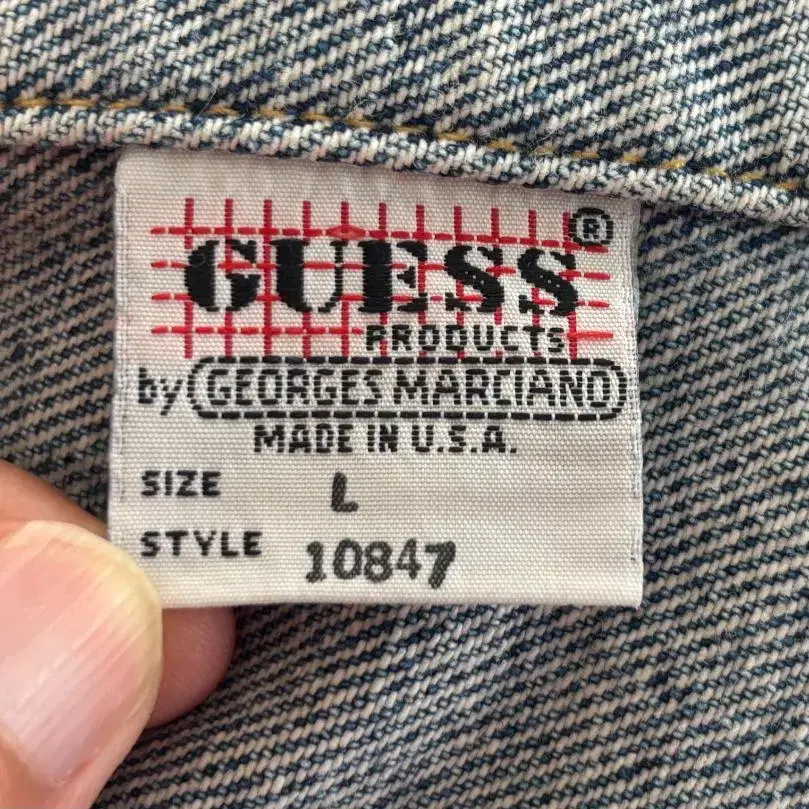 GUESS ®
PRODUCTS
by GEORGES MARCIANO
MADE IN U.S.A.
SIZE L
STYLE 10847